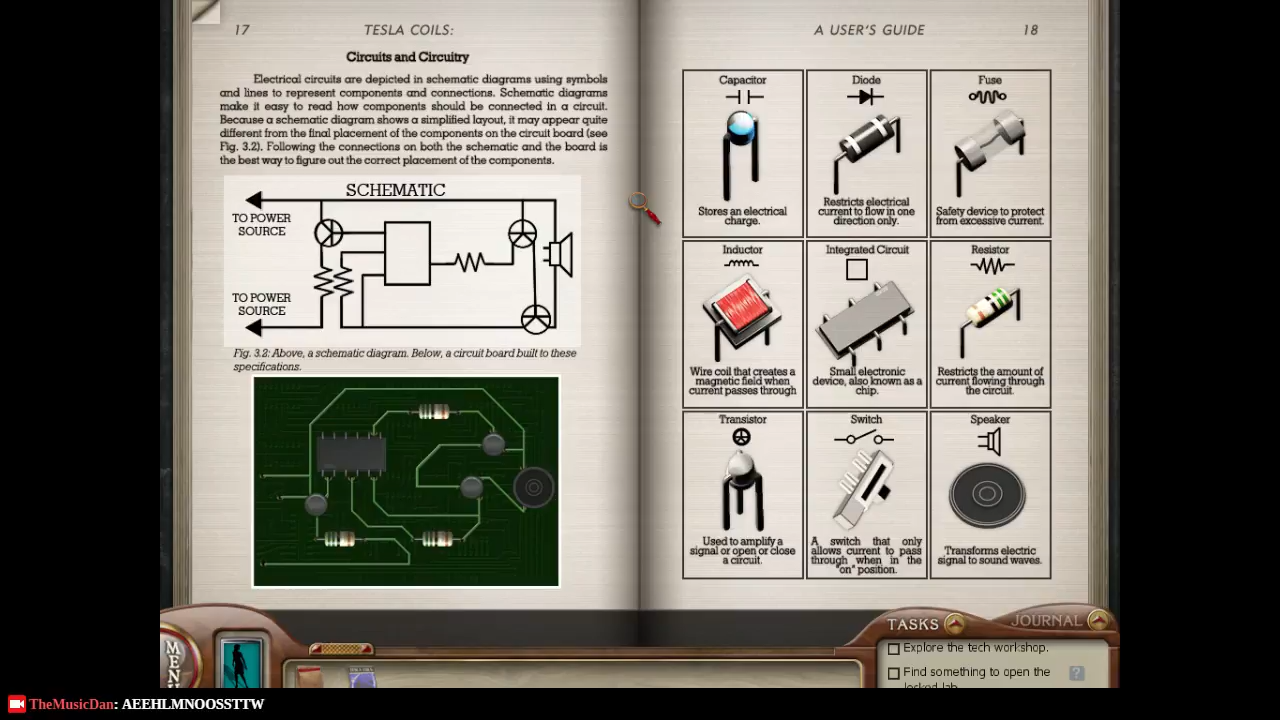 17
TESLA COILS:
Circuits and Circuitry
Electrical circuits are depicted in schematic diagrams using symbols
and lines to represent components and connections. Schematic diagrams
make it easy to read how components should be connected in a circuit.
Because a schematic diagram shows a simplified layout, it may appear quite
different from the final placement of the components on the circuit board (see
Fig. 3.2). Following the connections on both the schematic and the board is
the best way to figure out the correct placement of the components.
SCHEMATIC
TO POWER
SOURCE
TO POWER
SOURCE
Fig. 3.2: Above, a schematic diagram. Below, a circuit board built to these
specifications.
A USER'S GUIDE
18
Capacitor
Stores an electrical
charge.
Diode
Restricts electrical
current to flow in one
direction only.
Fuse
Safety device to protect
from excessive current.
Inductor
Wire coil that creates a
magnetic field when
current passes through
Integrated Circuit
Small electronic
device, also known as a
chip.
Resistor
Restricts the amount of
current flowing through
the circuit.
Transistor
Used to amplify a
signal or open or close
a circuit.
Switch
A switch that only
allows current to pass
through when in the
"on" position.
Speaker
Transforms electric
signal to sound waves.
MENU
TASKS
JOURNAL
Explore the tech workshop.
Find something to open the
locked lab.
?
TheMusicDan: AEEHLMNOOSSTTW